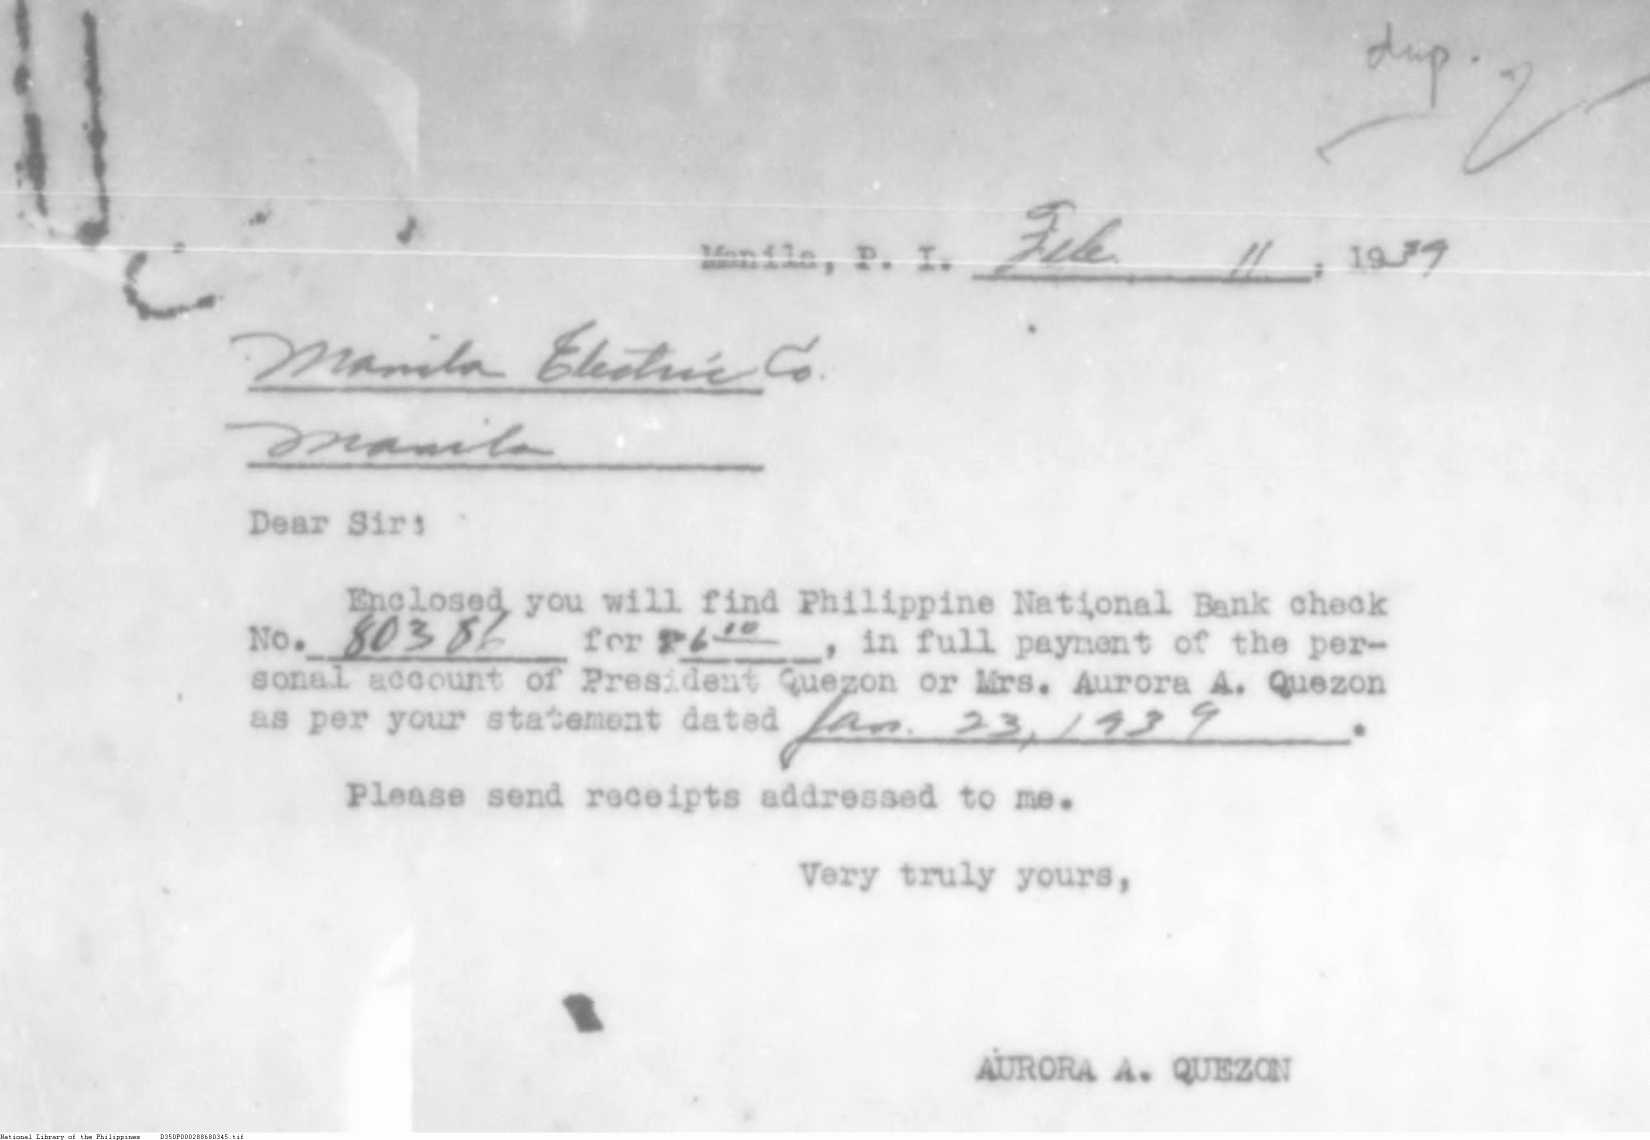 dup.
Manila, P. I. Feb. 11, 1939
Manila Electric Co.
Manila
Dear Sir:
Enclosed you will find Philippine National Bank check
No. 80386 for ₱6.10, in full payment of the per-
sonal account of President Quezon or Mrs. Aurora A. Quezon
as per your statement dated Jan. 23, 1939.
Please send receipts addressed to me.
Very truly yours,
AURORA A. QUEZON
National Library of the Philippines D350P000288680345.tif